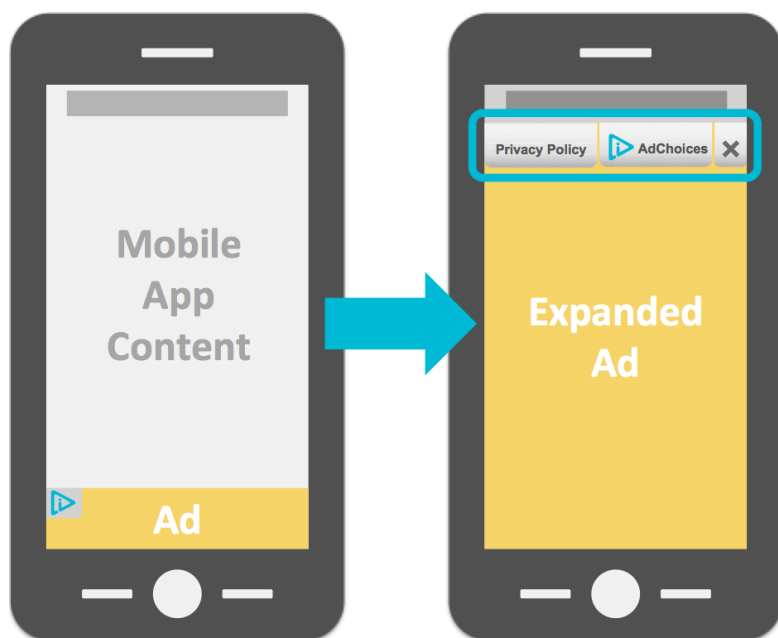 Mobile
App
Content
Ad
Privacy Policy
AdChoices
Expanded
Ad